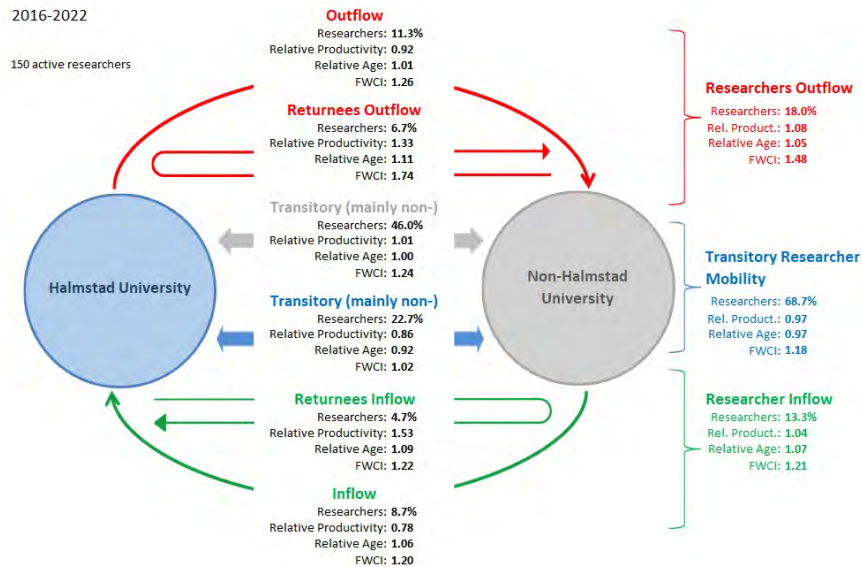 2016-2022
150 active researchers
Outflow
Researchers: 11.3%
Relative Productivity: 0.92
Relative Age: 1.01
FWCI: 1.26
Returnees Outflow
Researchers: 6.7%
Relative Productivity: 1.33
Relative Age: 1.11
FWCI: 1.74
Transitory (mainly non-)
Researchers: 46.0%
Relative Productivity: 1.01
Relative Age: 1.00
FWCI: 1.24
Halmstad University
Non-Halmstad
University
Transitory (mainly non-)
Researchers: 22.7%
Relative Productivity: 0.86
Relative Age: 0.92
FWCI: 1.02
Returnees Inflow
Researchers: 4.7%
Relative Productivity: 1.53
Relative Age: 1.09
FWCI: 1.22
Inflow
Researchers: 8.7%
Relative Productivity: 0.78
Relative Age: 1.06
FWCI: 1.20
Researchers Outflow
Researchers: 18.0%
Rel. Product.: 1.08
Relative Age: 1.05
FWCI: 1.48
Transitory Researcher
Mobility
Researchers: 68.7%
Rel. Product.: 0.97
Relative Age: 0.97
FWCI: 1.18
Researcher Inflow
Researchers: 13.3%
Rel. Product.: 1.04
Relative Age: 1.07
FWCI: 1.21